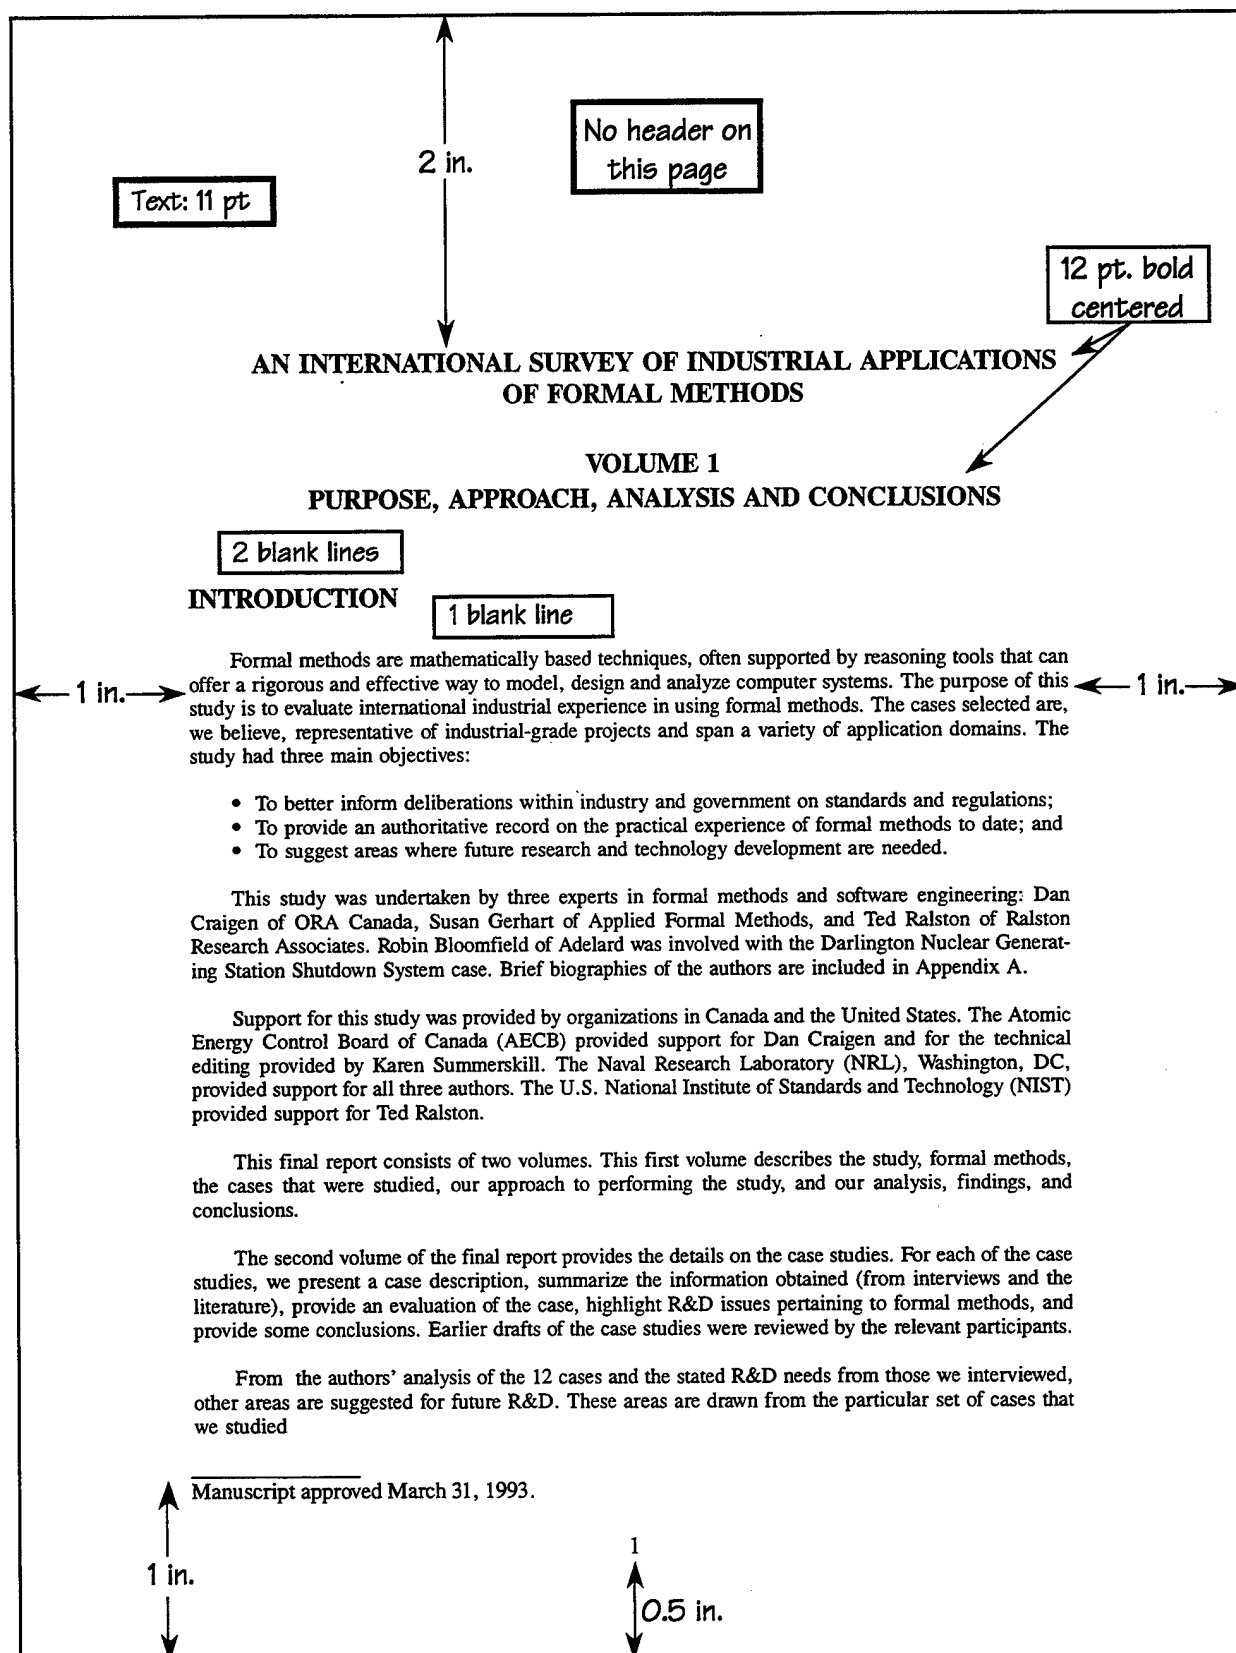 No header on
this page
2 in.
Text: 11 pt
12 pt. bold
centered
AN INTERNATIONAL SURVEY OF INDUSTRIAL APPLICATIONS
OF FORMAL METHODS
VOLUME 1
PURPOSE, APPROACH, ANALYSIS AND CONCLUSIONS
2 blank lines
INTRODUCTION
1 blank line
Formal methods are mathematically based techniques, often supported by reasoning tools that can
1 in. offer a rigorous and effective way to model, design and analyze computer systems. The purpose of this 1 in.
study is to evaluate international industrial experience in using formal methods. The cases selected are,
we believe, representative of industrial-grade projects and span a variety of application domains. The
study had three main objectives:
• To better inform deliberations within industry and government on standards and regulations;
• To provide an authoritative record on the practical experience of formal methods to date; and
• To suggest areas where future research and technology development are needed.
This study was undertaken by three experts in formal methods and software engineering: Dan
Craigen of ORA Canada, Susan Gerhart of Applied Formal Methods, and Ted Ralston of Ralston
Research Associates. Robin Bloomfield of Adelard was involved with the Darlington Nuclear Generat-
ing Station Shutdown System case. Brief biographies of the authors are included in Appendix A.
Support for this study was provided by organizations in Canada and the United States. The Atomic
Energy Control Board of Canada (AECB) provided support for Dan Craigen and for the technical
editing provided by Karen Summerskill. The Naval Research Laboratory (NRL), Washington, DC,
provided support for all three authors. The U.S. National Institute of Standards and Technology (NIST)
provided support for Ted Ralston.
This final report consists of two volumes. This first volume describes the study, formal methods,
the cases that were studied, our approach to performing the study, and our analysis, findings, and
conclusions.
The second volume of the final report provides the details on the case studies. For each of the case
studies, we present a case description, summarize the information obtained (from interviews and the
literature), provide an evaluation of the case, highlight R&D issues pertaining to formal methods, and
provide some conclusions. Earlier drafts of the case studies were reviewed by the relevant participants.
From the authors' analysis of the 12 cases and the stated R&D needs from those we interviewed,
other areas are suggested for future R&D. These areas are drawn from the particular set of cases that
we studied
Manuscript approved March 31, 1993.
1
1 in.
0.5 in.